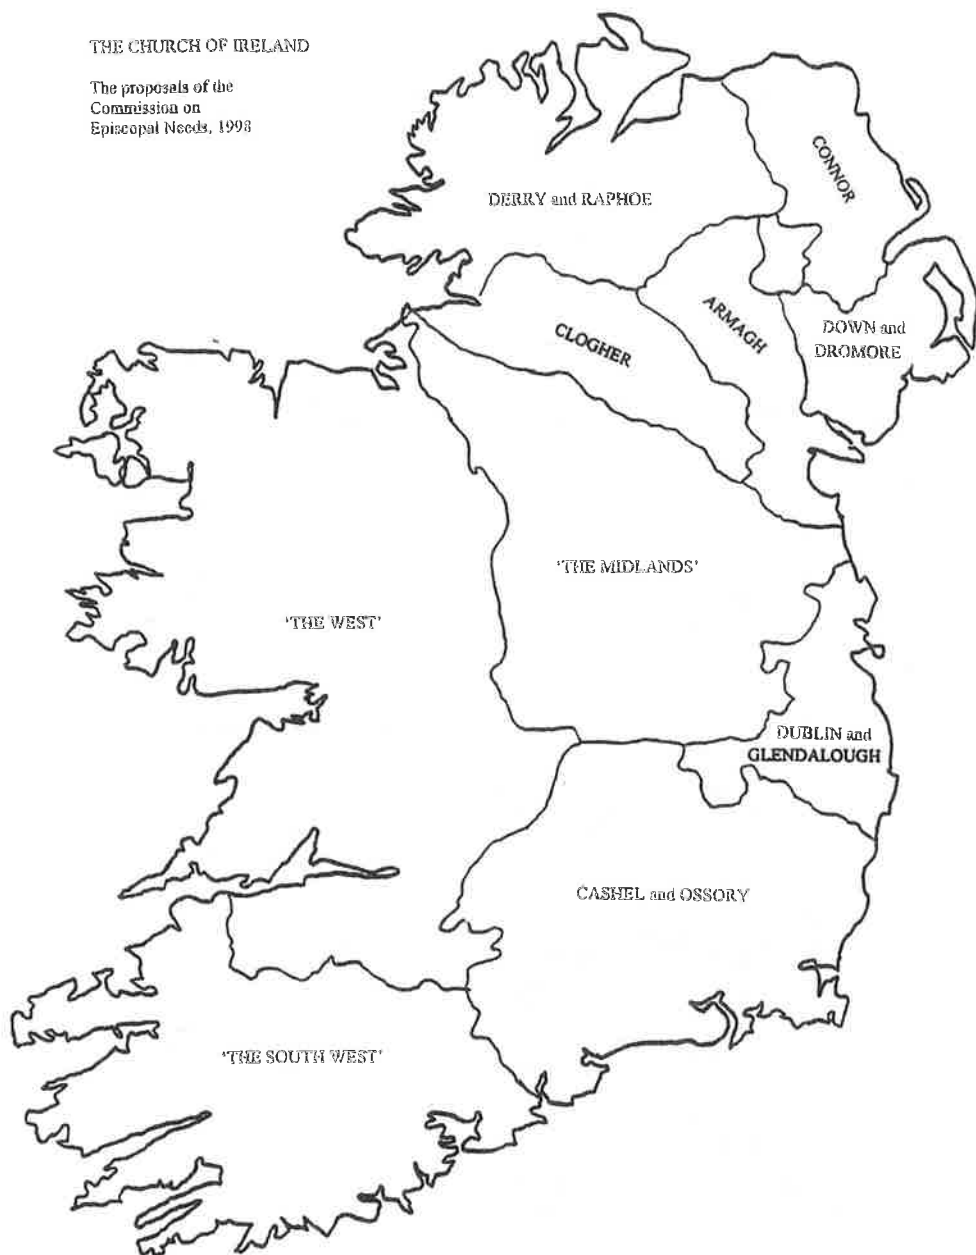 THE CHURCH OF IRELAND
The proposals of the
Commission on
Episcopal Needs, 1998
CONNOR
DERRY and RAPHOE
ARMAGH
DOWN and
DROMORE
CLOGHER
'THE MIDLANDS'
'THE WEST'
DUBLIN and
GLENDALOUGH
CASHEL and OSSORY
'THE SOUTH WEST'